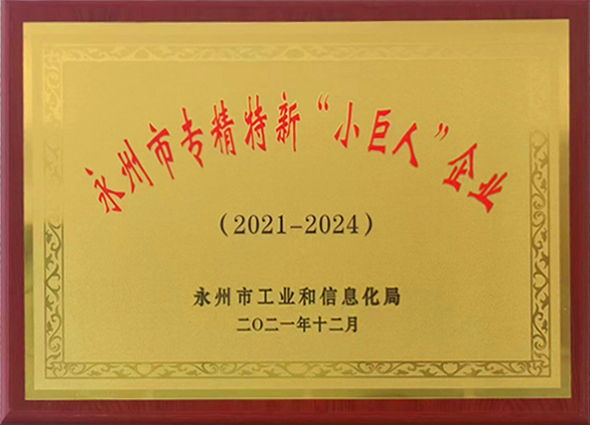 永州市专精特新“小巨人”企业
（2021-2024）
永州市工业和信息化局
二〇二一年十二月